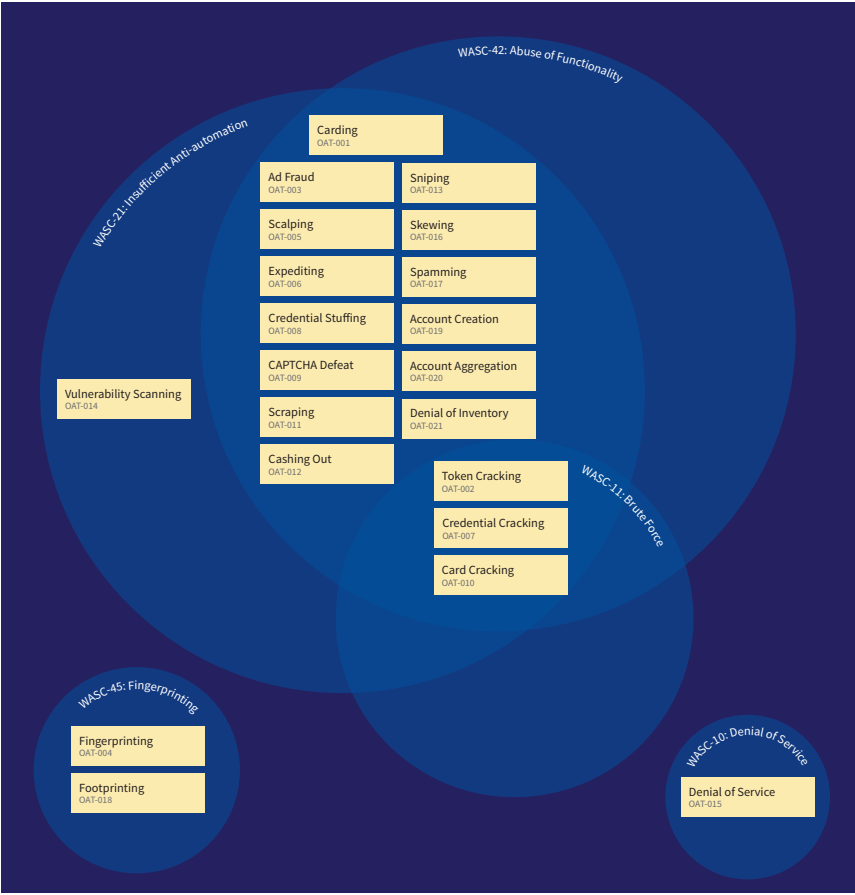 WASC-42: Abuse of Functionality
WASC-21: Insufficient Anti-automation
Carding
OAT-001
Ad Fraud
OAT-003
Sniping
OAT-013
Scalping
OAT-005
Skewing
OAT-016
Expediting
OAT-006
Spamming
OAT-017
Credential Stuffing
OAT-008
Account Creation
OAT-019
CAPTCHA Defeat
OAT-009
Account Aggregation
OAT-020
Vulnerability Scanning
OAT-014
Scraping
OAT-011
Denial of Inventory
OAT-021
Cashing Out
OAT-012
WASC-11: Brute Force
Token Cracking
OAT-002
Credential Cracking
OAT-007
Card Cracking
OAT-010
WASC-45: Fingerprinting
Fingerprinting
OAT-004
Footprinting
OAT-018
WASC-10: Denial of Service
Denial of Service
OAT-015